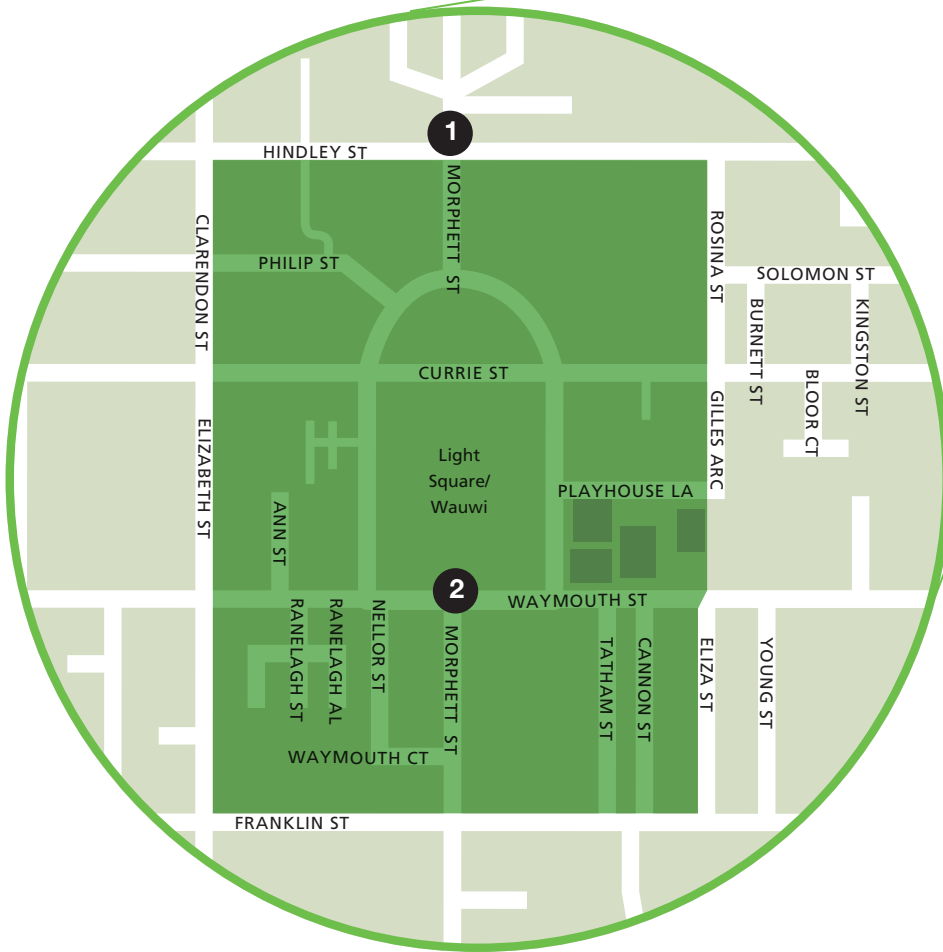 1
HINDLEY ST
MORPHETT ST
CLARENDON ST
PHILIP ST
ROSINA ST
SOLOMON ST
BURNETT ST
KINGSTON ST
CURRIE ST
BLOOR CT
GILLES ARC
ELIZABETH ST
Light
Square/
Wauwi
PLAYHOUSE LA
ANN ST
2
WAYMOUTH ST
RANELAGH ST
RANELAGH AL
NELLOR ST
MORPHETT ST
TATHAM ST
CANNON ST
ELIZA ST
YOUNG ST
WAYMOUTH CT
FRANKLIN ST